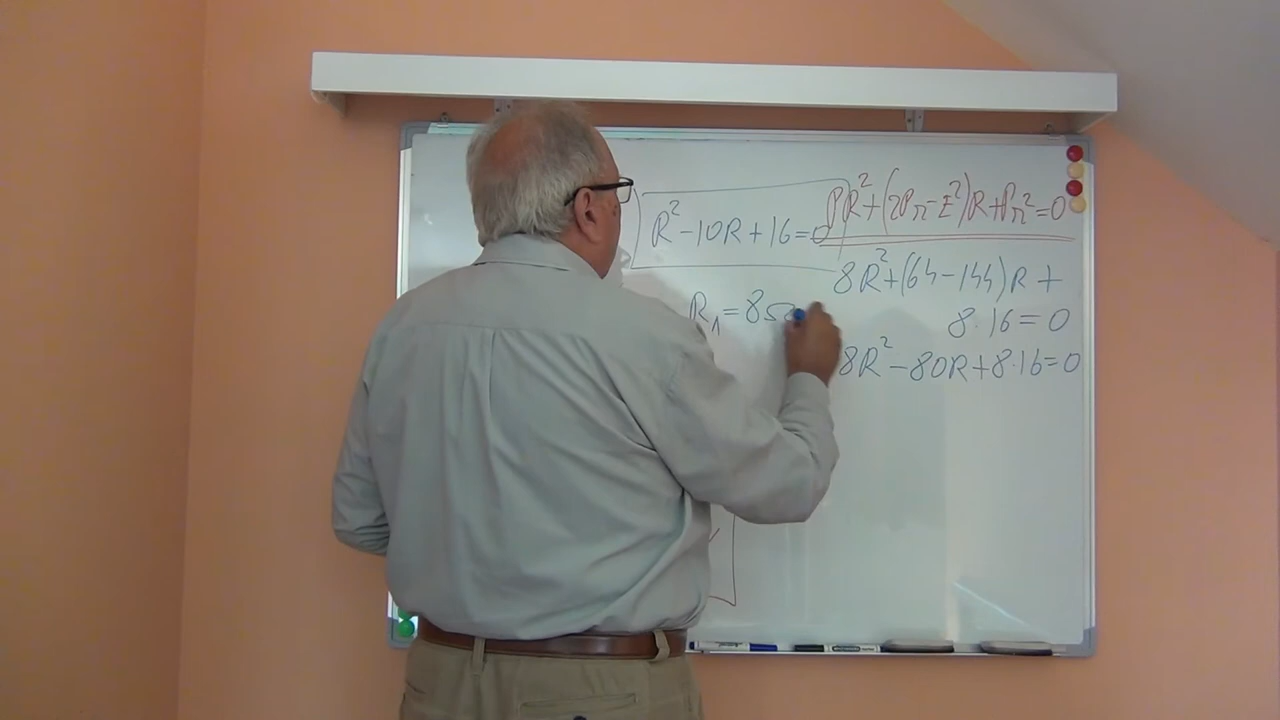 R²-10R+16=0
R₁=8Ω
PR²+(2Pr-E²)R+Pr²=0
8R²+(64-144)R+
8·16=0
8R²-80R+8·16=0